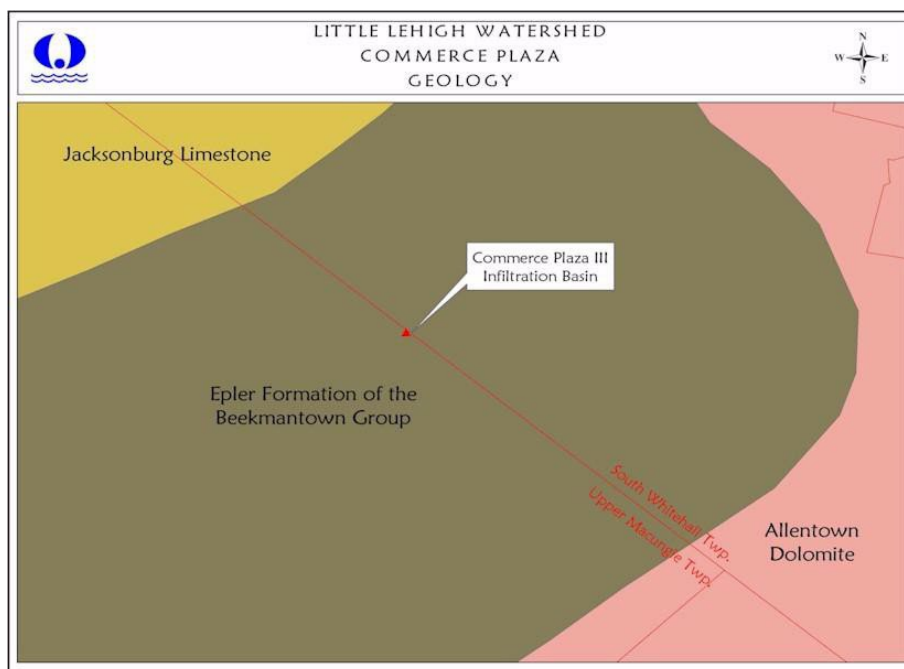 LITTLE LEHIGH WATERSHED
COMMERCE PLAZA
GEOLOGY
N
W E
S
Jacksonburg Limestone
Commerce Plaza III
Infiltration Basin
Epler Formation of the
Beekmantown Group
South Whitehall Twp.
Upper Macungie Twp.
Allentown
Dolomite